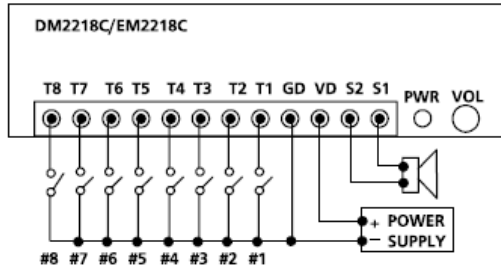 DM2218C/EM2218C
T8 T7 T6 T5 T4 T3 T2 T1 GD VD S2 S1 PWR VOL
+ POWER
− SUPPLY
#8 #7 #6 #5 #4 #3 #2 #1